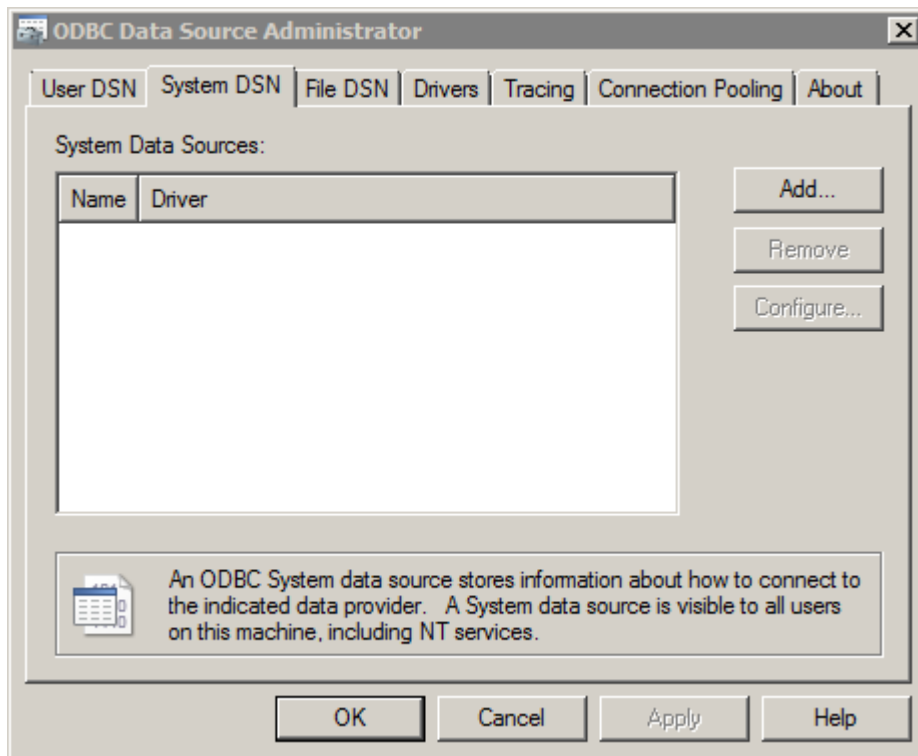 ODBC Data Source Administrator
User DSN System DSN File DSN Drivers Tracing Connection Pooling About
System Data Sources:
Name Driver
Add...
Remove
Configure...
An ODBC System data source stores information about how to connect to
the indicated data provider. A System data source is visible to all users
on this machine, including NT services.
OK Cancel Apply Help